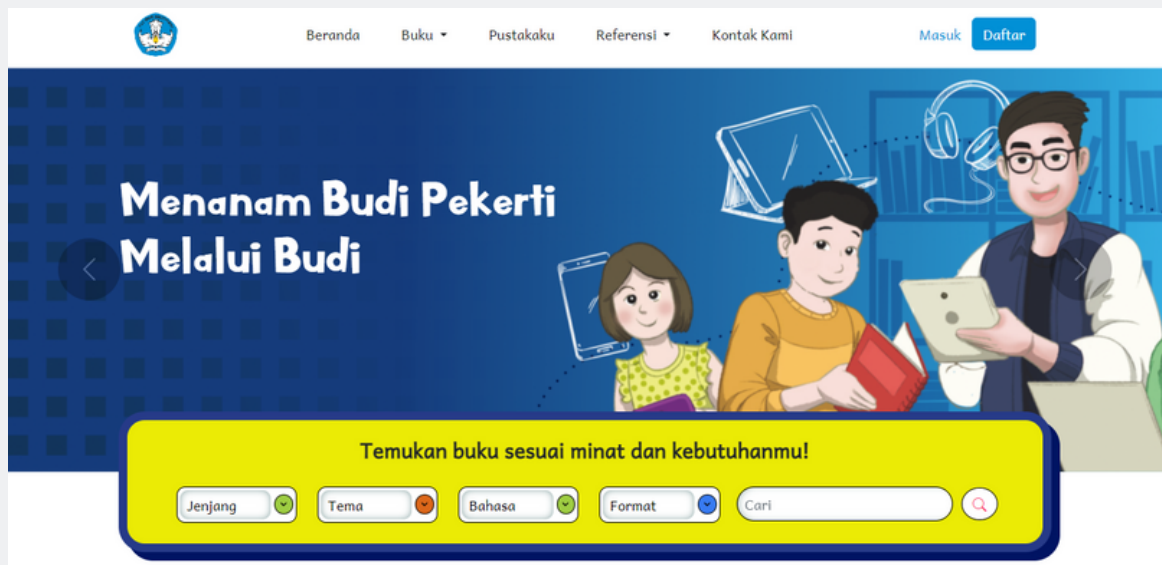 Beranda Buku Pustakaku Referensi Kontak Kami Masuk Daftar
Menanam Budi Pekerti
Melalui Budi
Temukan buku sesuai minat dan kebutuhanmu!
Jenjang Tema Bahasa Format Cari